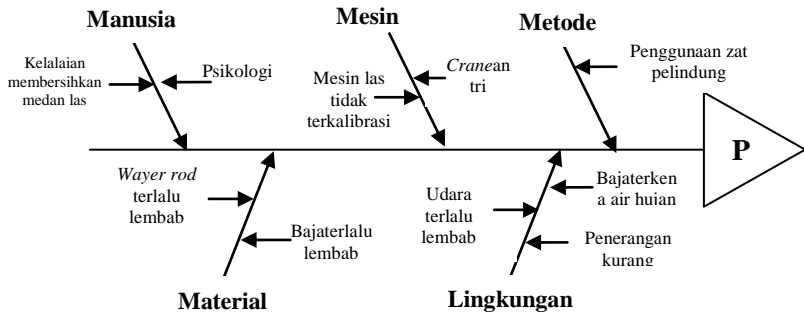 Manusia
Mesin
Metode
Kelalaian
membersihkan
medan las
Psikologi
Mesin las
tidak
terkalibrasi
Cranean
tri
Penggunaan zat
pelindung
P
Wayer rod
terlalu
lembab
Bajaterlalu
lembab
Udara
terlalu
lembab
Bajaterken
a air huian
Penerangan
kurang
Material
Lingkungan